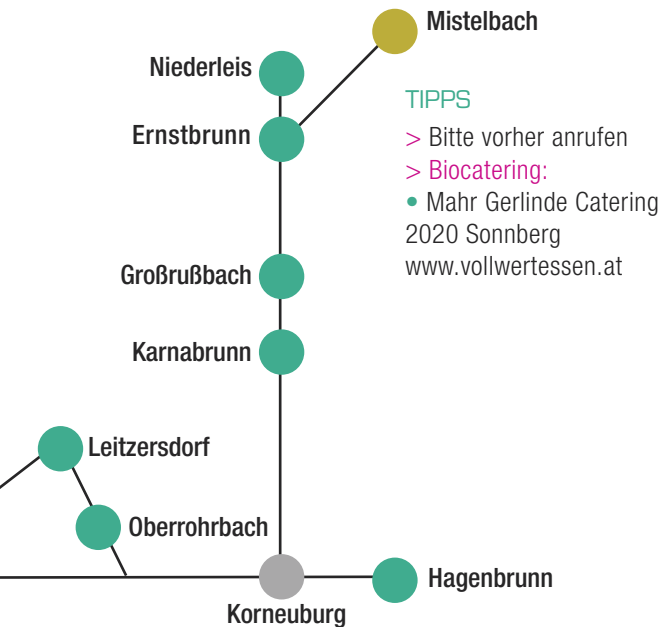 Mistelbach
Niederleis
TIPPS
Ernstbrunn
> Bitte vorher anrufen
> Biocatering:
• Mahr Gerlinde Catering
2020 Sonnberg
www.vollwertessen.at
Großrußbach
Karnabrunn
Leitzersdorf
Oberrohrbach
Hagenbrunn
Korneuburg